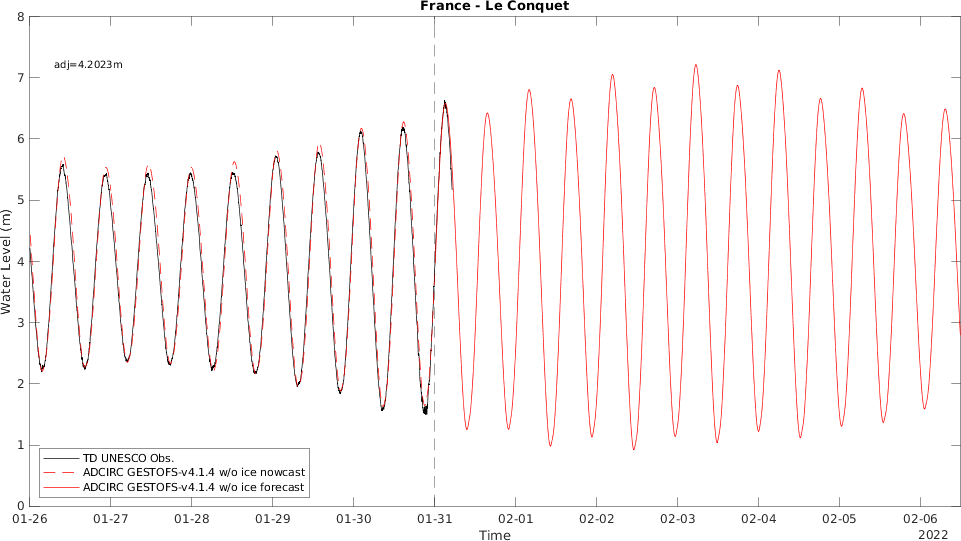 France - Le Conquet
adj=4.2023m
Water Level (m)
8
7
6
5
4
3
2
1
0
TD UNESCO Obs.
ADCIRC GESTOFS-v4.1.4 w/o ice nowcast
ADCIRC GESTOFS-v4.1.4 w/o ice forecast
01-26 01-27 01-28 01-29 01-30 01-31 02-01 02-02 02-03 02-04 02-05 02-06
Time
2022